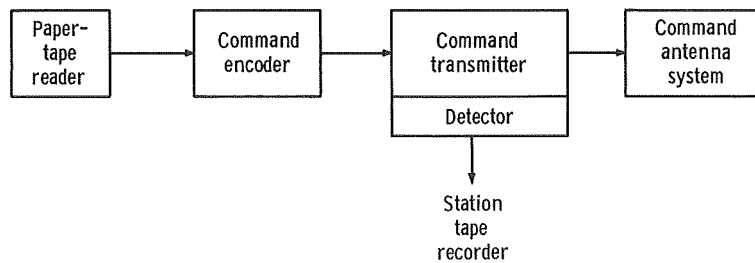 Paper-
tape
reader
Command
encoder
Command
transmitter
Detector
Command
antenna
system
Station
tape
recorder